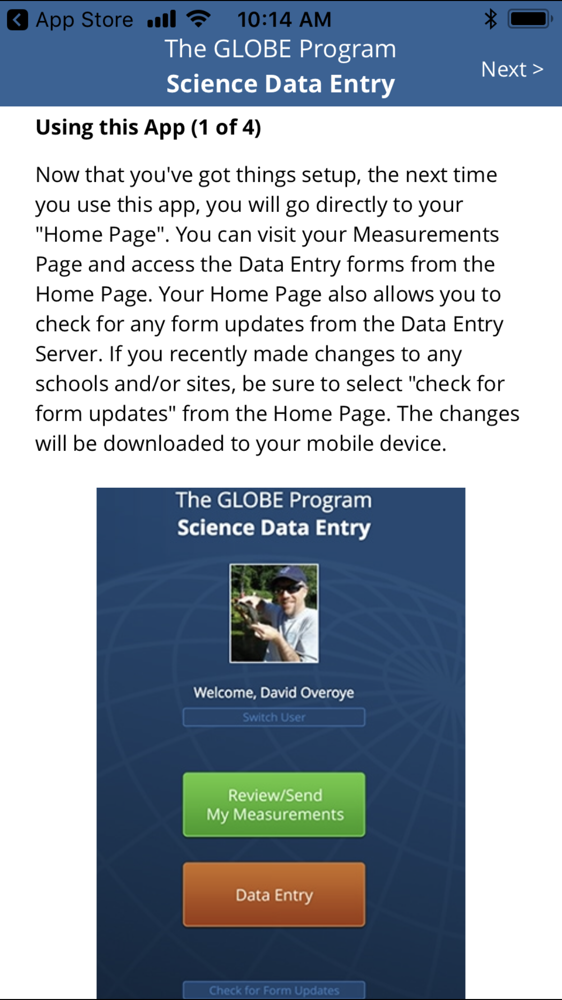 App Store 10:14 AM
The GLOBE Program
Science Data Entry
Next >
Using this App (1 of 4)
Now that you've got things setup, the next time
you use this app, you will go directly to your
"Home Page". You can visit your Measurements
Page and access the Data Entry forms from the
Home Page. Your Home Page also allows you to
check for any form updates from the Data Entry
Server. If you recently made changes to any
schools and/or sites, be sure to select "check for
form updates" from the Home Page. The changes
will be downloaded to your mobile device.
The GLOBE Program
Science Data Entry
Welcome, David Overoye
Switch User
Review/Send
My Measurements
Data Entry
Check for Form Updates